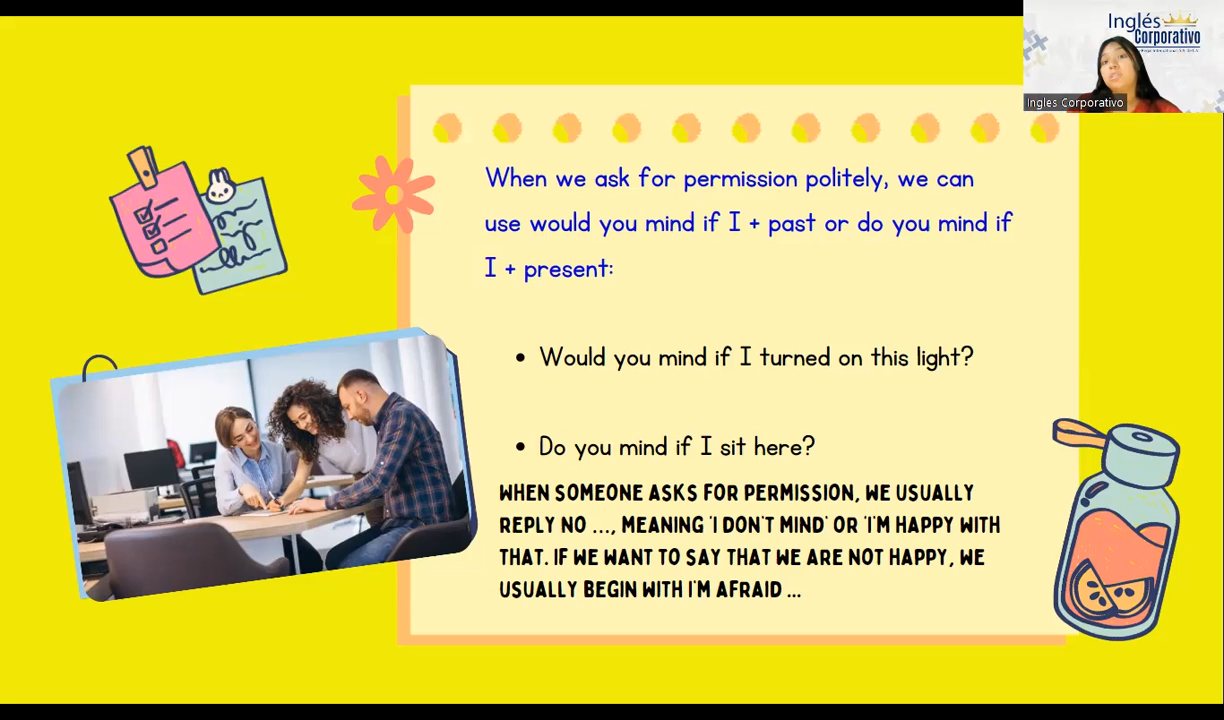 Inglés
Corporativo
Ingles Corporativo
When we ask for permission politely, we can
use would you mind if I + past or do you mind if
I + present:
• Would you mind if I turned on this light?
• Do you mind if I sit here?
WHEN SOMEONE ASKS FOR PERMISSION, WE USUALLY
REPLY NO ..., MEANING 'I DON'T MIND' OR 'I'M HAPPY WITH
THAT. IF WE WANT TO SAY THAT WE ARE NOT HAPPY, WE
USUALLY BEGIN WITH I'M AFRAID ...